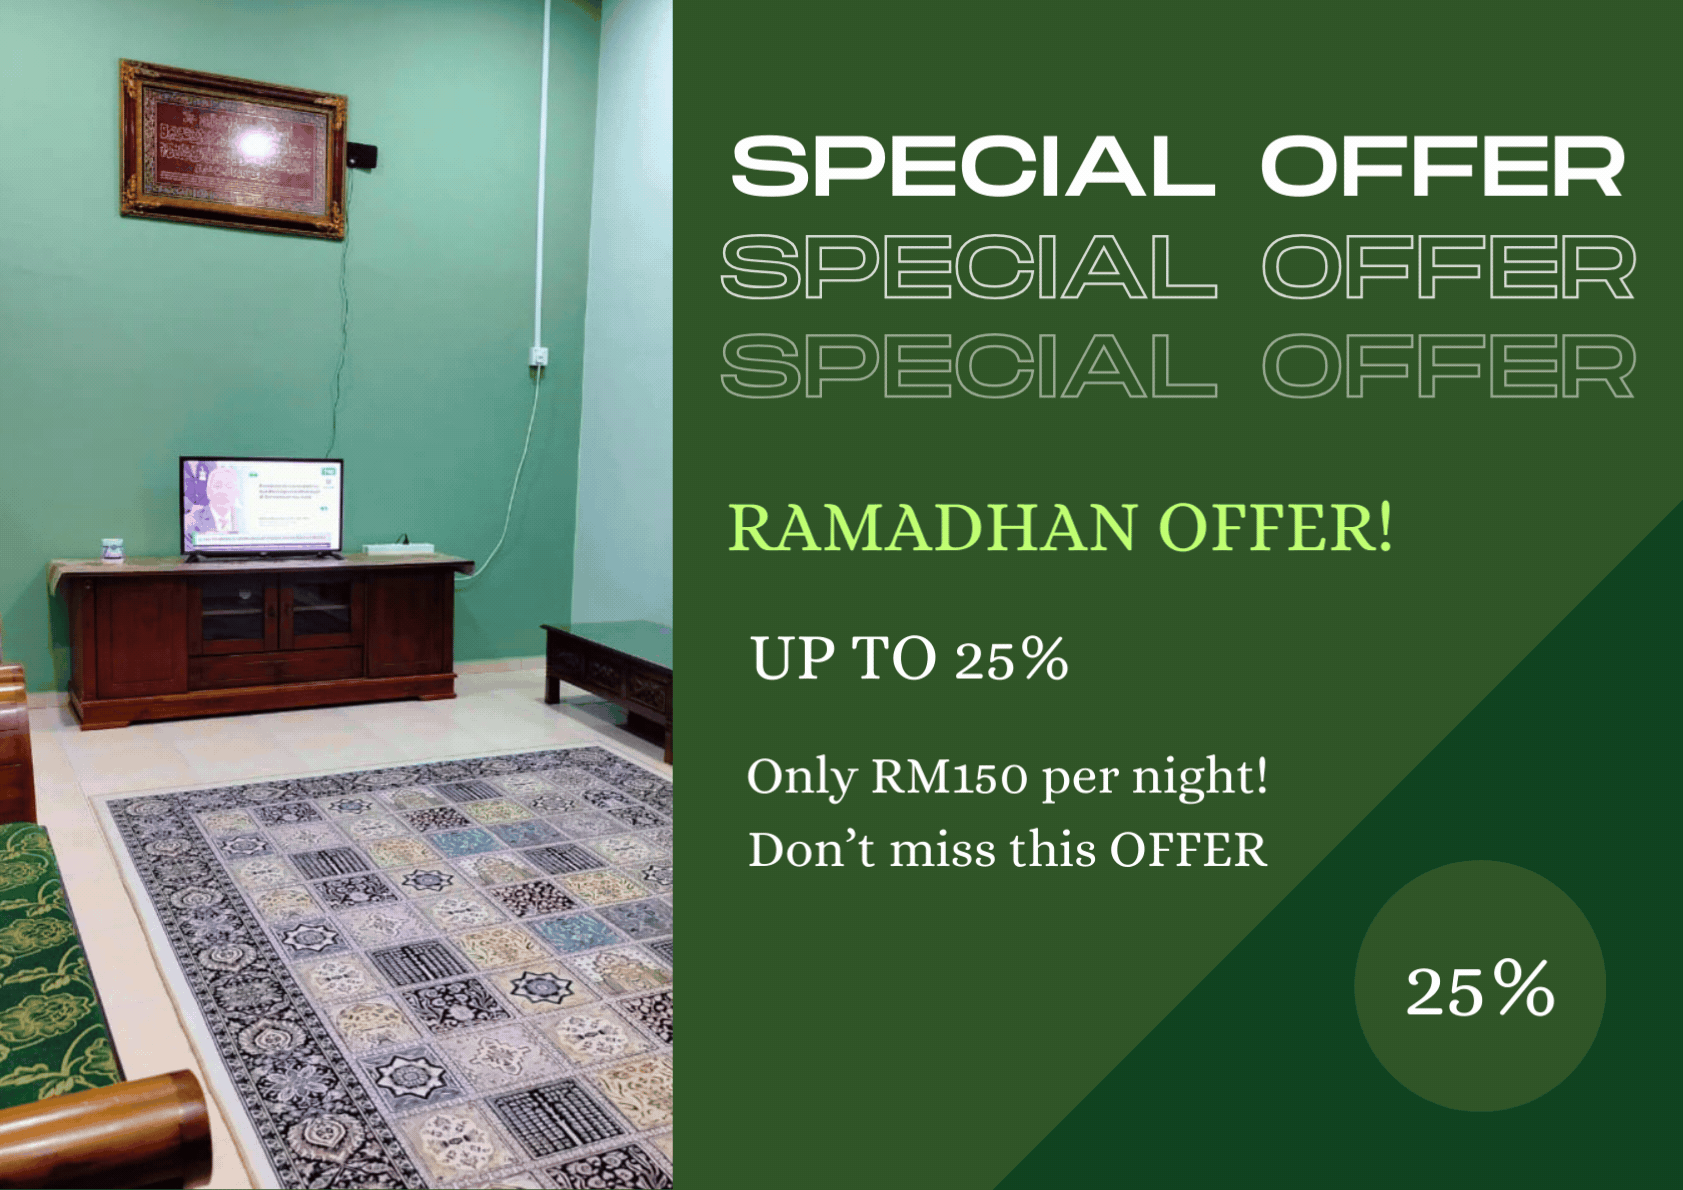 SPECIAL OFFER
SPECIAL OFFER
SPECIAL OFFER
RAMADHAN OFFER!
UP TO 25%
Only RM150 per night!
Don't miss this OFFER
25%